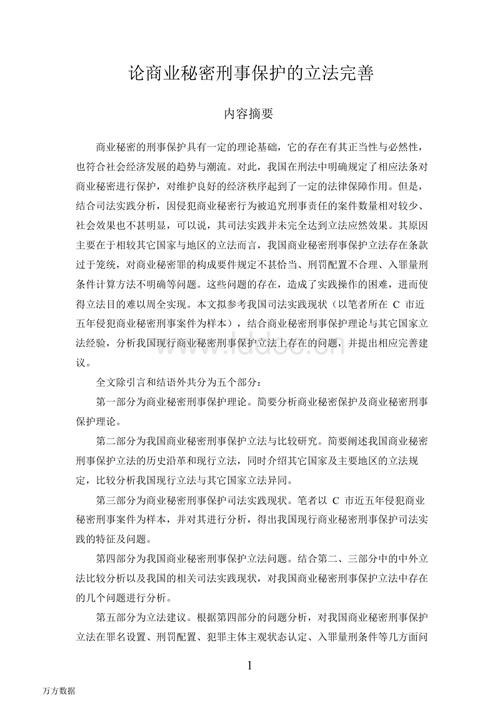 论商业秘密刑事保护的立法完善
内容摘要
商业秘密的刑事保护具有一定的理论基础，它的存在有其正当性与必然性，
也符合社会经济发展的趋势与潮流。对此，我国在刑法中明确规定了相应法条对
商业秘密进行保护，对维护良好的经济秩序起到了一定的法律保障作用。但是，
结合司法实践分析，因侵犯商业秘密行为被追究刑事责任的案件数量相对较少、
社会效果也不甚明显，可以说，其司法实践并未完全达到立法应然效果。其原因
主要在于相较其它国家与地区的立法而言，我国商业秘密刑事保护立法存在条款
过于笼统，对商业秘密罪的构成要件规定不甚恰当、刑罚配置不合理、入罪量刑
条件计算方法不明确等问题。这些问题的存在，造成了实践操作的困难，进而使
得立法目的难以周全实现。本文拟参考我国司法实践现状（以笔者所在 C 市近
五年侵犯商业秘密刑事案件为样本），结合商业秘密刑事保护理论与其它国家立
法经验，分析我国现行商业秘密刑事保护立法上存在的问题，并提出相应完善建
议。
全文除引言和结语外共分为五个部分：
第一部分为商业秘密刑事保护理论。简要分析商业秘密保护及商业秘密刑事
保护理论。
第二部分为我国商业秘密刑事保护立法与比较研究。简要阐述我国商业秘密
刑事保护立法的历史沿革和现行立法，同时介绍其它国家及主要地区的立法规
定，比较分析我国现行立法与其它国家立法异同。
第三部分为商业秘密刑事保护司法实践现状。笔者以 C 市近五年侵犯商业
秘密刑事案件为样本，并对其进行分析，得出我国现行商业秘密刑事保护司法实
践的特征及问题。
第四部分为我国商业秘密刑事保护立法问题。结合第二、三部分中的中外立
法比较分析以及我国的相关司法实践现状，对我国商业秘密刑事保护立法中存在
的几个问题进行分析。
第五部分为立法建议。根据第四部分的问题分析，对我国商业秘密刑事保护
立法在罪名设置、刑罚配置、犯罪主体主观状态认定、入罪量刑条件等几方面问
1
万方数据